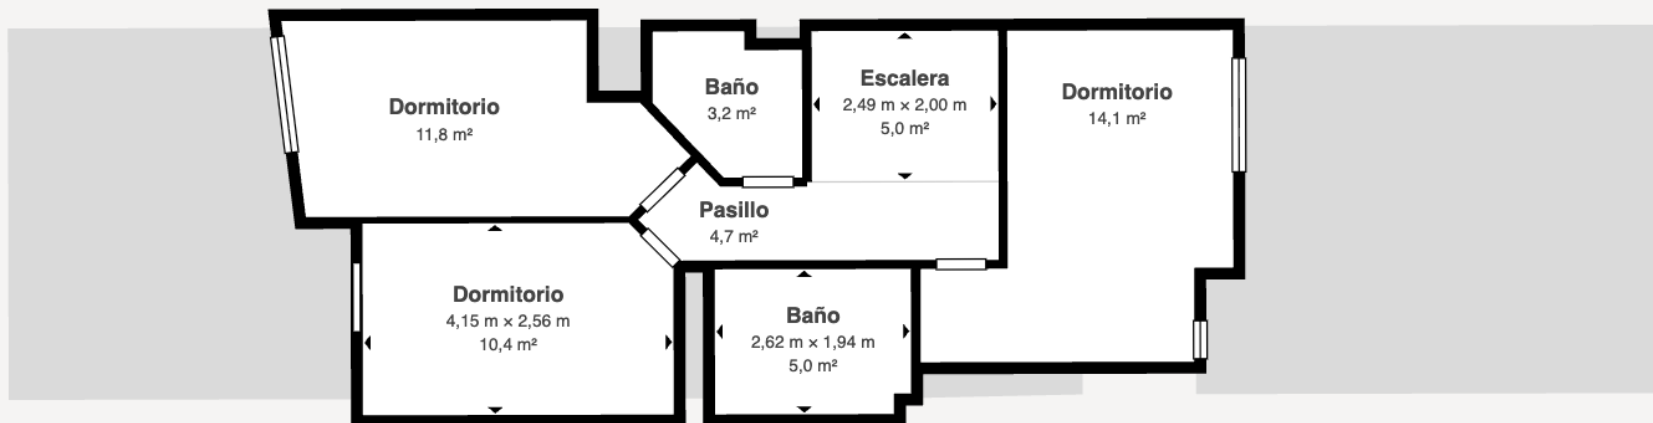 Dormitorio
11,8 m²
Baño
3,2 m²
Escalera
2,49 m × 2,00 m
5,0 m²
Dormitorio
14,1 m²
Pasillo
4,7 m²
Dormitorio
4,15 m × 2,56 m
10,4 m²
Baño
2,62 m × 1,94 m
5,0 m²